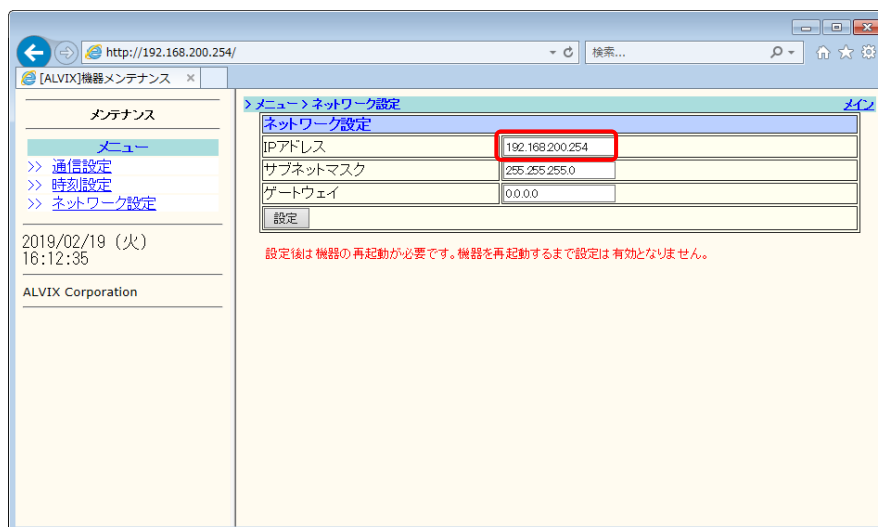 http://192.168.200.254/
検索...
[ALVIX]機器メンテナンス
メンテナンス
メニュー
>> 通信設定
>> 時刻設定
>> ネットワーク設定
2019/02/19 (火)
16:12:35
ALVIX Corporation
> メニュー > ネットワーク設定
メイン
ネットワーク設定
IPアドレス 192.168.200.254
サブネットマスク 255.255.255.0
ゲートウェイ 0.0.0.0
設定
設定後は機器の再起動が必要です。機器を再起動するまで設定は有効となりません。